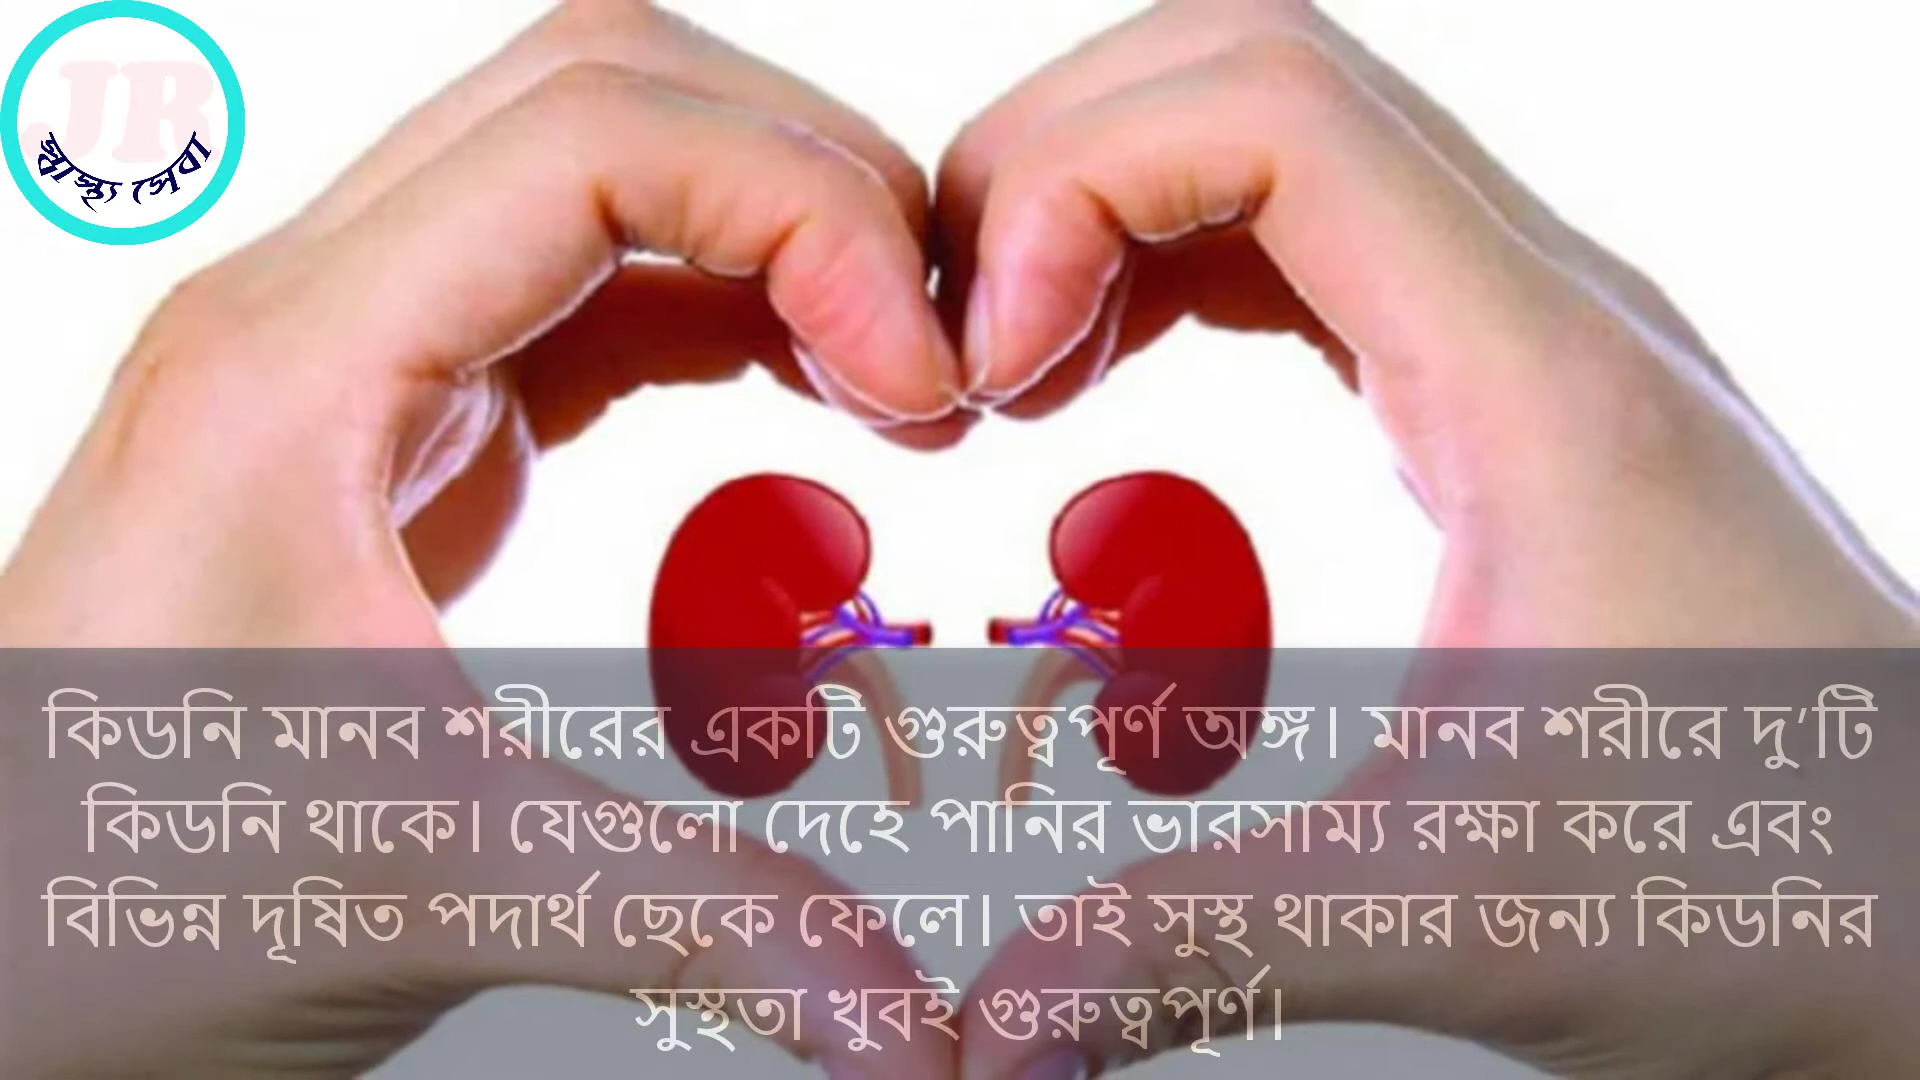 JR
স্বাস্থ্য সেবা
কিডনি মানব শরীরের একটি গুরুত্বপূর্ণ অঙ্গ। মানব শরীরে দু’টি
কিডনি থাকে। যেগুলো দেহে পানির ভারসাম্য রক্ষা করে এবং
বিভিন্ন দূষিত পদার্থ ছেকে ফেলে। তাই সুস্থ থাকার জন্য কিডনির
সুস্থতা খুবই গুরুত্বপূর্ণ।